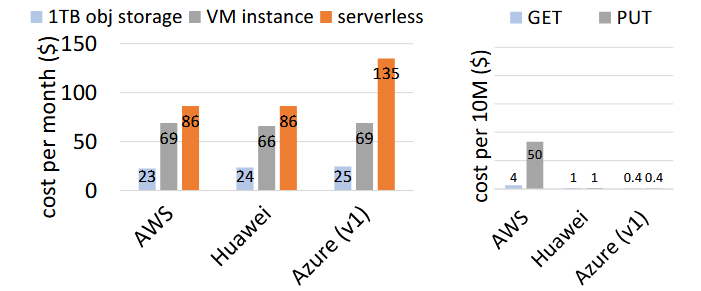 1TB obj storage VM instance serverless
cost per month ($)
150
100
50
0
23 69 86
24 66 86
25 69 135
AWS
Huawei
Azure (v1)
GET PUT
cost per 10M ($)
4 50
1 1
0.4 0.4
AWS
Huawei
Azure (v1)